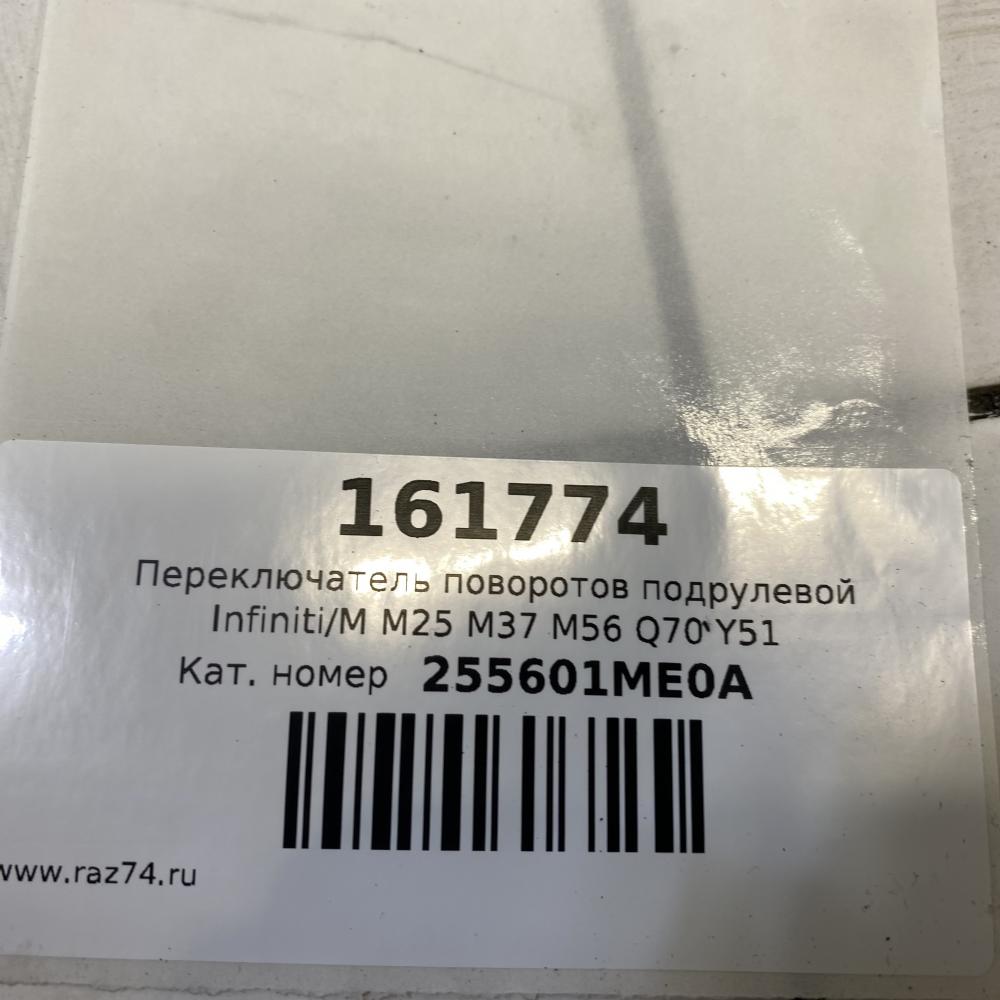 161774
Переключатель поворотов подрулевой
Infiniti/M M25 M37 M56 Q70 Y51
Кат. номер 255601ME0A
www.raz74.ru